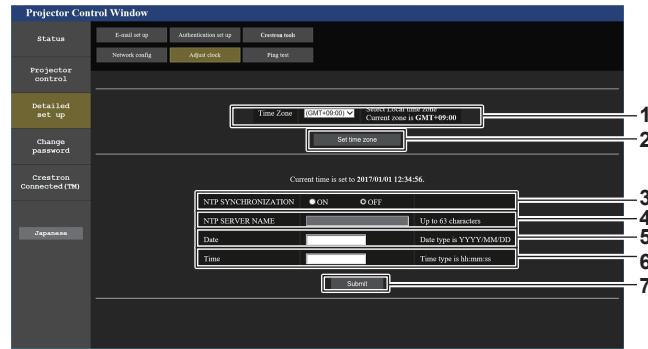 Projector Control Window
Status
E-mail set up
Authentication set up
Crestron tools
Network config
Adjust clock
Ping test
Projector
control
Detailed
set up
Change
password
Crestron
Connected(TM)
Japanese
Time Zone
(GMT+09:00)
Select Local time zone
Current zone is GMT+09:00
1
Set time zone
2
Current time is set to 2017/01/01 12:34:56.
NTP SYNCHRONIZATION
ON
OFF
3
NTP SERVER NAME
Up to 63 characters
4
Date
Date type is YYYY/MM/DD
5
Time
Time type is hh:mm:ss
6
Submit
7